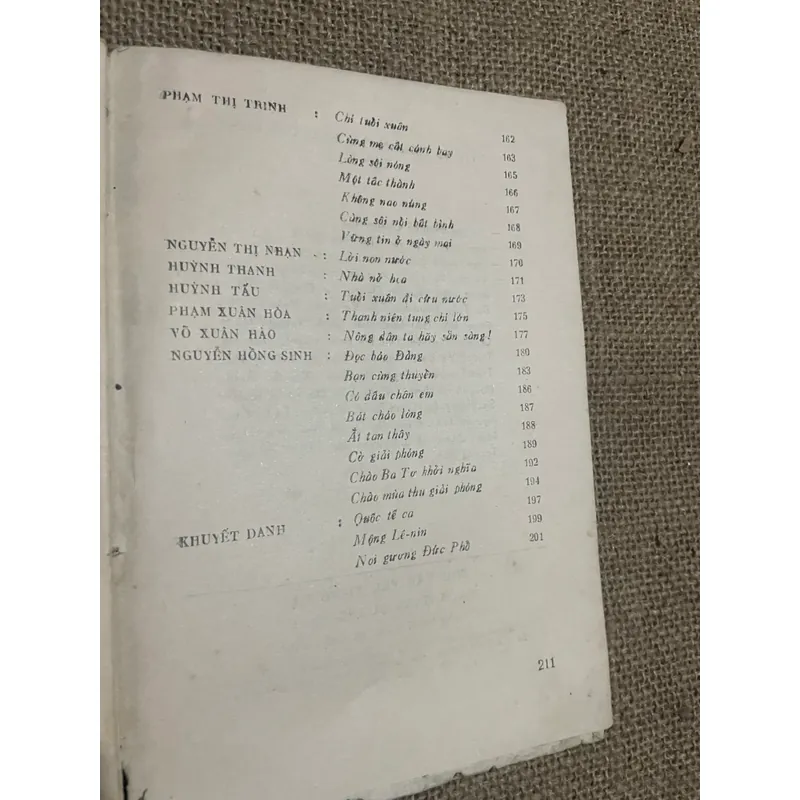 PHẠM THỊ TRINH : Chí tuổi xuân 162
Cùng mẹ cất cánh bay 163
Lòng sôi nóng 165
Một tấc thành 166
Không nao núng 167
Càng sôi nổi bất bình 168
Vững tin ở ngày mai 169
NGUYỄN THỊ NHẠN : Lời non nước 170
HUỲNH THANH : Nhà nở hoa 171
HUỲNH TẤU : Tuổi xuân đi cứu nước 173
PHẠM XUÂN HÒA : Thanh niên tung chí lớn 175
VÕ XUÂN HÀO : Nông dân ta hãy sẵn sàng! 177
NGUYỄN HỒNG SINH : Đọc báo Đảng 180
Bạn cùng thuyền 183
Có dấu chân em 186
Bát cháo lòng 187
Ải tan thây 188
Cờ giải phóng 189
Chào Ba Tơ khởi nghĩa 192
Chào mùa thu giải phóng 194
KHUYẾT DANH : Quốc tế ca 197
Mộng Lê-nin 199
Noi gương Đức Phổ 201
211